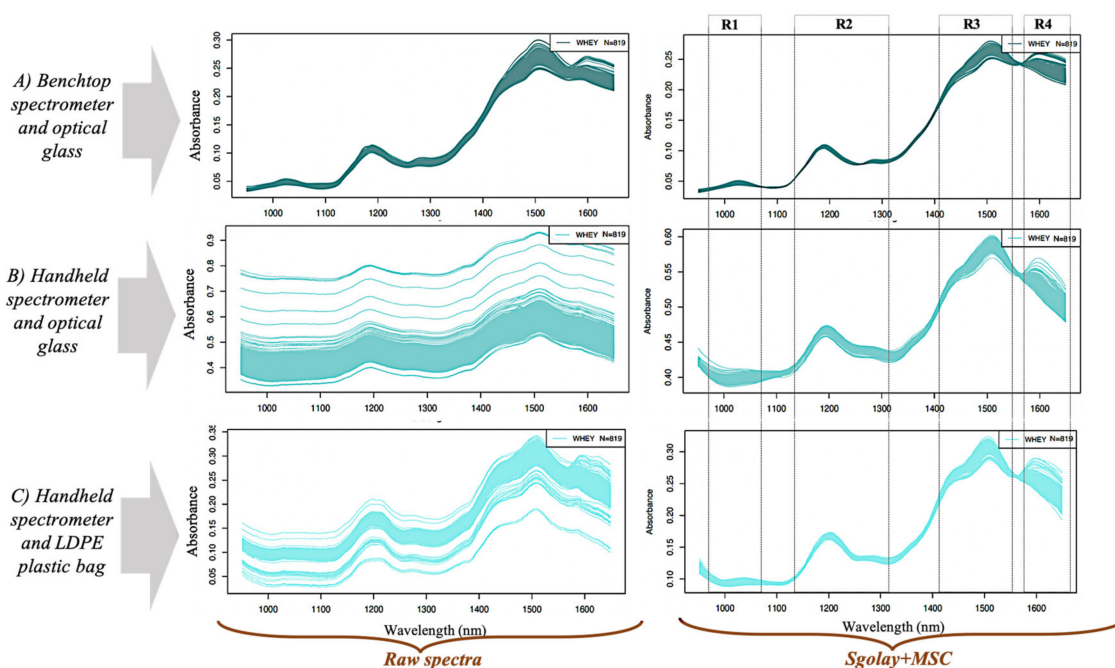 R1 R2 R3 R4
A) Benchtop
spectrometer
and optical
glass
Absorbance
0.30
0.25
0.20
0.15
0.10
0.05
WHEY N=819
1000 1100 1200 1300 1400 1500 1600
Absorbance
0.25
0.20
0.15
0.10
0.05
WHEY N=819
1000 1100 1200 1300 1400 1500 1600
B) Handheld
spectrometer
and optical
glass
Absorbance
0.9
0.8
0.7
0.6
0.5
0.4
WHEY N=819
1000 1100 1200 1300 1400 1500 1600
Absorbance
0.60
0.55
0.50
0.45
0.40
WHEY N=819
1000 1100 1200 1300 1400 1500 1600
C) Handheld
spectrometer
and LDPE
plastic bag
Absorbance
0.35
0.30
0.25
0.20
0.15
0.10
0.05
WHEY N=819
1000 1100 1200 1300 1400 1500 1600
Wavelength (nm)
Absorbance
0.30
0.25
0.20
0.15
0.10
WHEY N=819
1000 1100 1200 1300 1400 1500 1600
Wavelength (nm)
Raw spectra
Sgolay+MSC